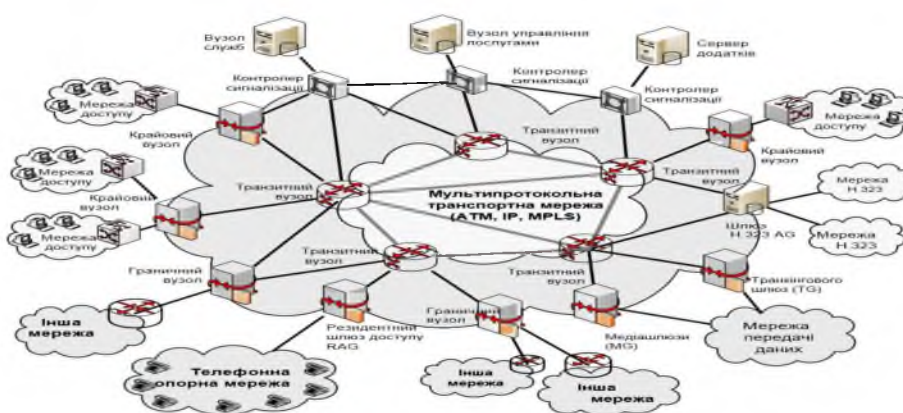 Вузол
служб
Вузол управління
послугами
Сервер
додатків
Контролер
сигналізації
Контролер
сигналізації
Контролер
сигналізації
Мережа
доступу
Крайовий
вузол
Транзитний
вузол
Крайовий
вузол
Мережа
доступу
Мережа
доступу
Крайовий
вузол
Транзитний
вузол
Мультипротокольна
транспортна мережа
(ATM, IP, MPLS)
Транзитний
вузол
Мережа
H 323
Мережа
доступу
Шлюз
H 323 AG
Мережа
H 323
Граничний
вузол
Транзитний
вузол
Транзитний
вузол
Транкінгового
шлюз (TG)
Інша
мережа
Резидентний
шлюз доступу
RAG
Граничний
вузол
Медіашлюзи
(MG)
Мережа
передачі
даних
Телефонна
опорна мережа
Інша
мережа
Інша
мережа